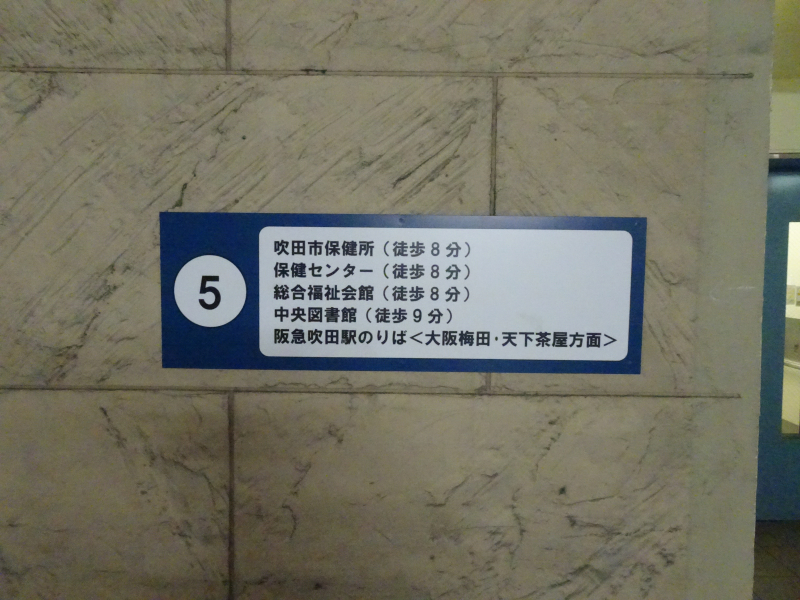 5
吹田市保健所（徒歩8分）
保健センター（徒歩8分）
総合福祉会館（徒歩8分）
中央図書館（徒歩9分）
阪急吹田駅のりば＜大阪梅田・天下茶屋方面＞